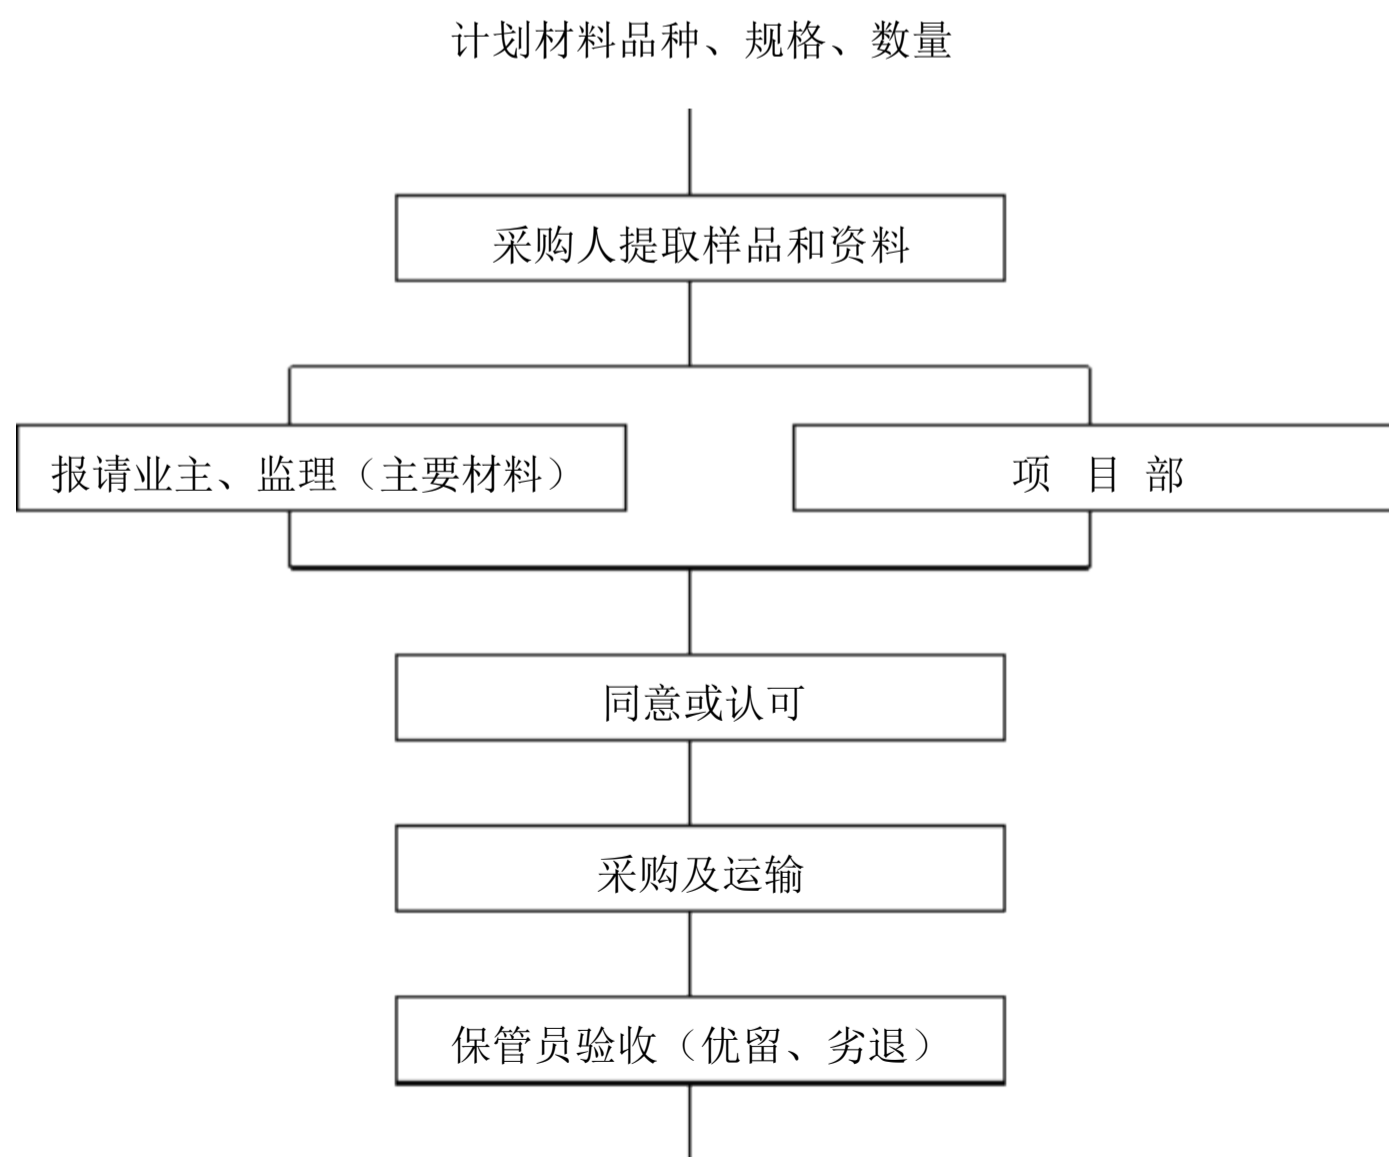 计划材料品种、规格、数量
采购人提取样品和资料
报请业主、监理（主要材料）
项 目 部
同意或认可
采购及运输
保管员验收（优留、劣退）